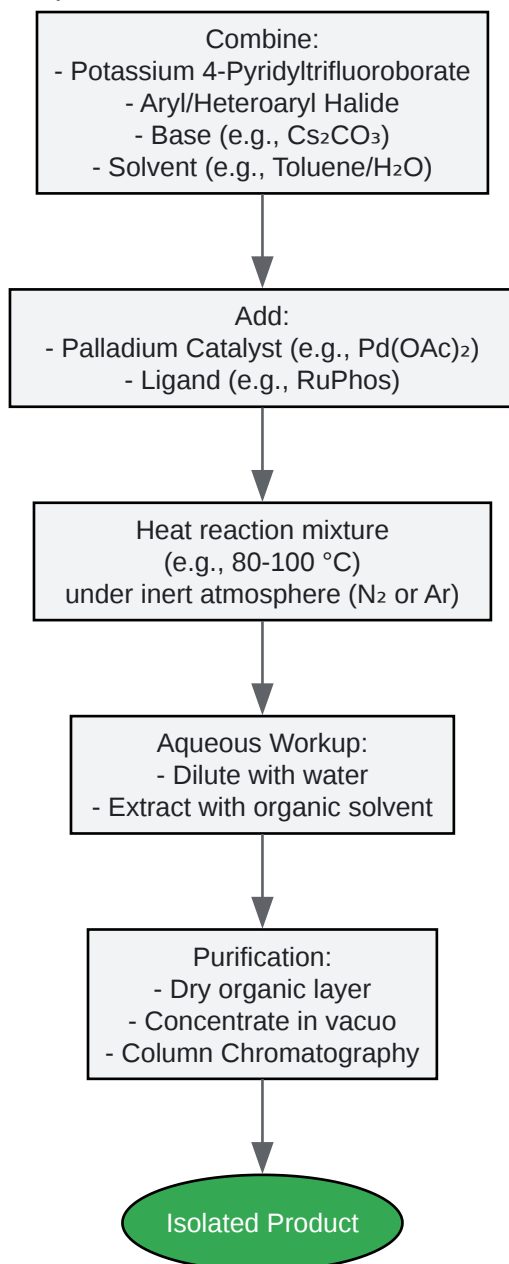 Combine:
- Potassium 4-Pyridyltrifluoroborate
- Aryl/Heteroaryl Halide
- Base (e.g., Cs₂CO₃)
- Solvent (e.g., Toluene/H₂O)
Add:
- Palladium Catalyst (e.g., Pd(OAc)₂)
- Ligand (e.g., RuPhos)
Heat reaction mixture
(e.g., 80-100 °C)
under inert atmosphere (N₂ or Ar)
Aqueous Workup:
- Dilute with water
- Extract with organic solvent
Purification:
- Dry organic layer
- Concentrate in vacuo
- Column Chromatography
Isolated Product